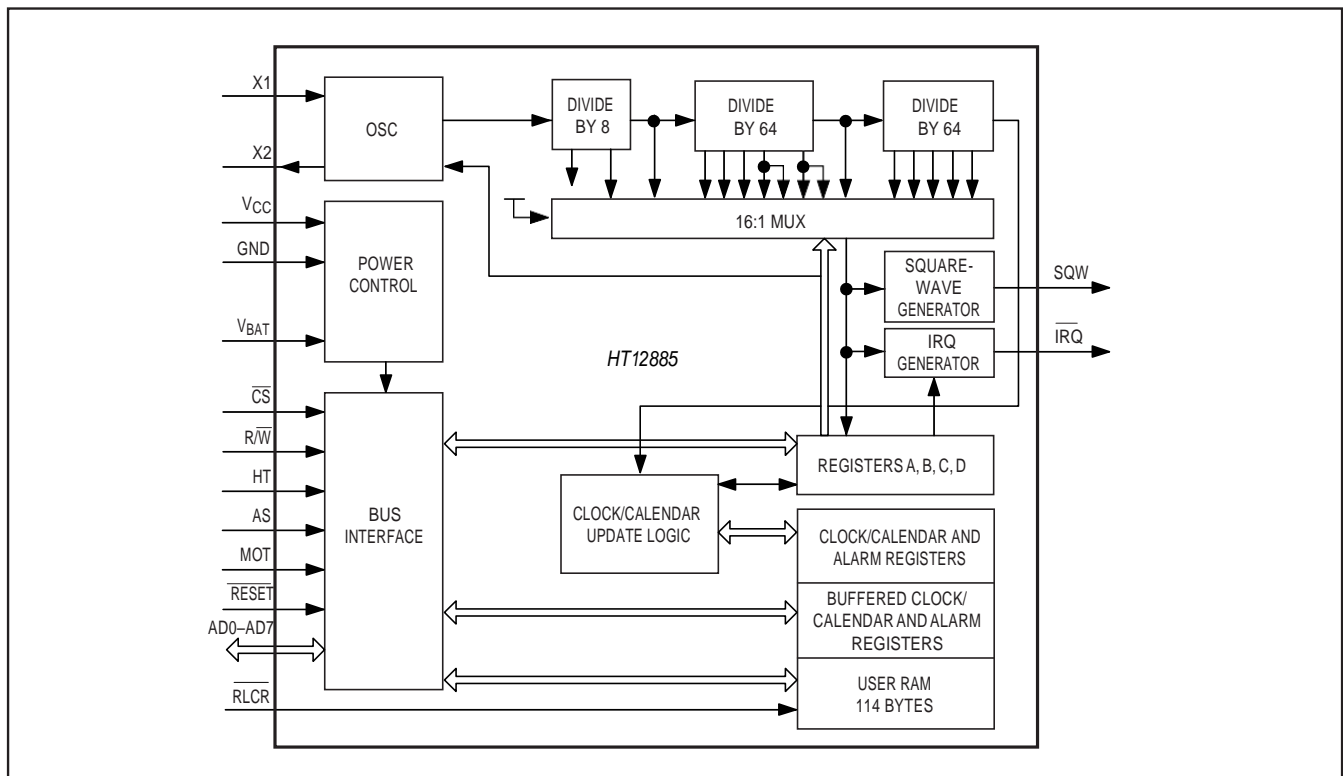 X1
X2
VCC
GND
VBAT
CS
R/W
HT
AS
MOT
RESET
AD0–AD7
RLCR
OSC
POWER
CONTROL
BUS
INTERFACE
DIVIDE
BY 8
DIVIDE
BY 64
DIVIDE
BY 64
16:1 MUX
SQUARE-
WAVE
GENERATOR
SQW
IRQ
GENERATOR
IRQ
HT12885
REGISTERS A, B, C, D
CLOCK/CALENDAR
UPDATE LOGIC
CLOCK/CALENDAR AND
ALARM REGISTERS
BUFFERED CLOCK/
CALENDAR AND ALARM
REGISTERS
USER RAM
114 BYTES